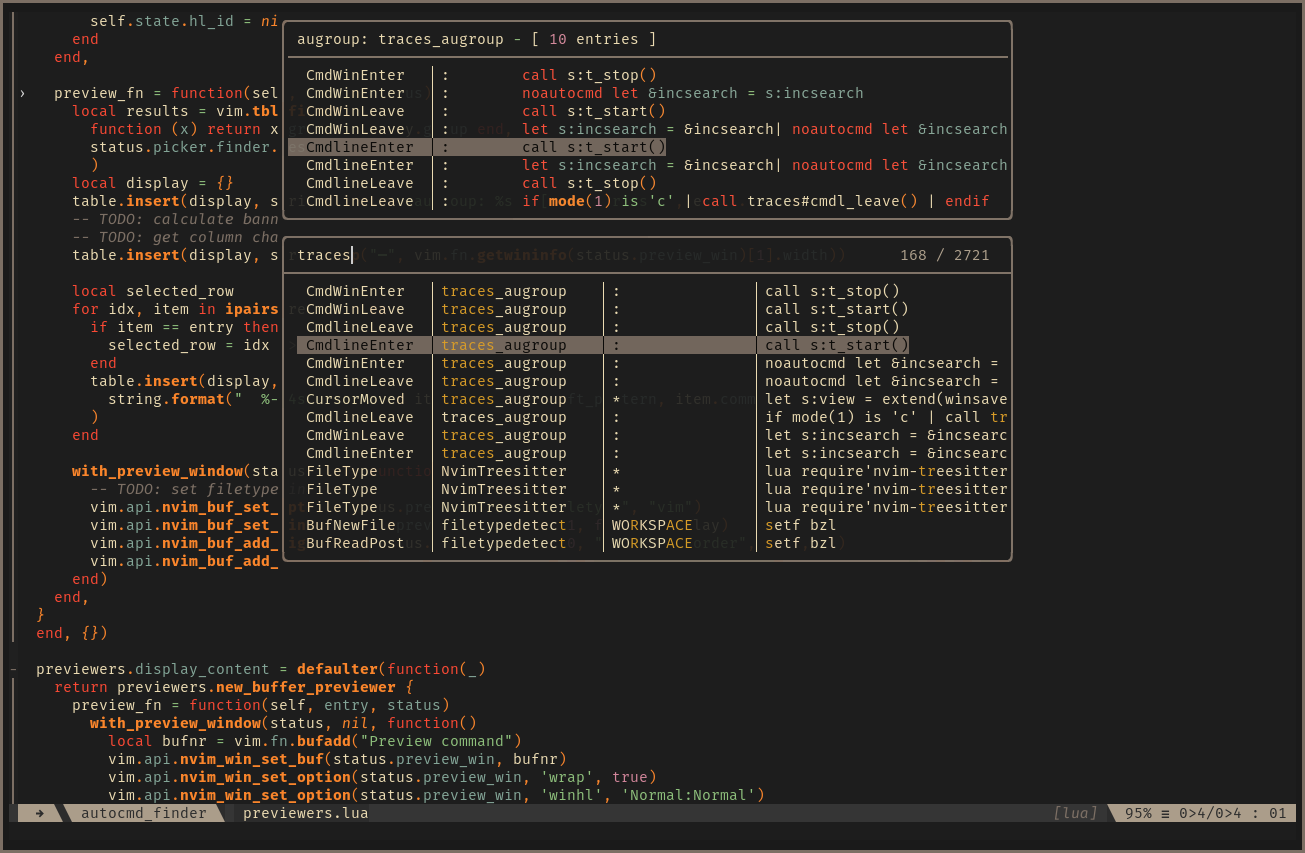 self.state.hl_id = ni
end
end,
preview_fn = function(sel
local results = vim.tbl
function (x) return x
status.picker.finder.
)
local display = {}
table.insert(display, s
-- TODO: calculate bann
-- TODO: get column cha
table.insert(display, s
local selected_row
for idx, item in ipairs
if item == entry then
selected_row = idx
end
table.insert(display,
string.format("  %-
)
end
with_preview_window(sta
-- TODO: set filetype
vim.api.nvim_buf_set_
vim.api.nvim_buf_set_
vim.api.nvim_buf_add_
vim.api.nvim_buf_add_
end)
end,
}
end, {})
augroup: traces_augroup - [ 10 entries ]
CmdWinEnter | : call s:t_stop()
CmdWinEnter | : noautocmd let &incsearch = s:incsearch
CmdWinLeave | : call s:t_start()
CmdWinLeave | : let s:incsearch = &incsearch| noautocmd let &incsearch
CmdlineEnter | : call s:t_start()
CmdlineEnter | : let s:incsearch = &incsearch| noautocmd let &incsearch
CmdlineLeave | : call s:t_stop()
CmdlineLeave | : if mode(1) is 'c' | call traces#cmdl_leave() | endif
traces 168 / 2721
CmdWinEnter | traces_augroup | : | call s:t_stop()
CmdWinLeave | traces_augroup | : | call s:t_start()
CmdlineLeave | traces_augroup | : | call s:t_stop()
CmdlineEnter | traces_augroup | : | call s:t_start()
CmdWinEnter | traces_augroup | : | noautocmd let &incsearch =
CmdlineLeave | traces_augroup | : | noautocmd let &incsearch =
CursorMoved | traces_augroup | * | let s:view = extend(winsave
CmdlineLeave | traces_augroup | : | if mode(1) is 'c' | call tr
CmdWinLeave | traces_augroup | : | let s:incsearch = &incsearc
CmdlineEnter | traces_augroup | : | let s:incsearch = &incsearc
FileType | NvimTreesitter | * | lua require'nvim-treesitter
FileType | NvimTreesitter | * | lua require'nvim-treesitter
FileType | NvimTreesitter | * | lua require'nvim-treesitter
BufNewFile | filetypedetect | WORKSPACE | setf bzl
BufReadPost | filetypedetect | WORKSPACE | setf bzl
previewers.display_content = defaulter(function(_)
return previewers.new_buffer_previewer {
preview_fn = function(self, entry, status)
with_preview_window(status, nil, function()
local bufnr = vim.fn.bufadd("Preview command")
vim.api.nvim_win_set_buf(status.preview_win, bufnr)
vim.api.nvim_win_set_option(status.preview_win, 'wrap', true)
vim.api.nvim_win_set_option(status.preview_win, 'winhl', 'Normal:Normal')
➜ autocmd_finder previewers.lua [lua] 95% ≡ 0>4/0>4 : 01